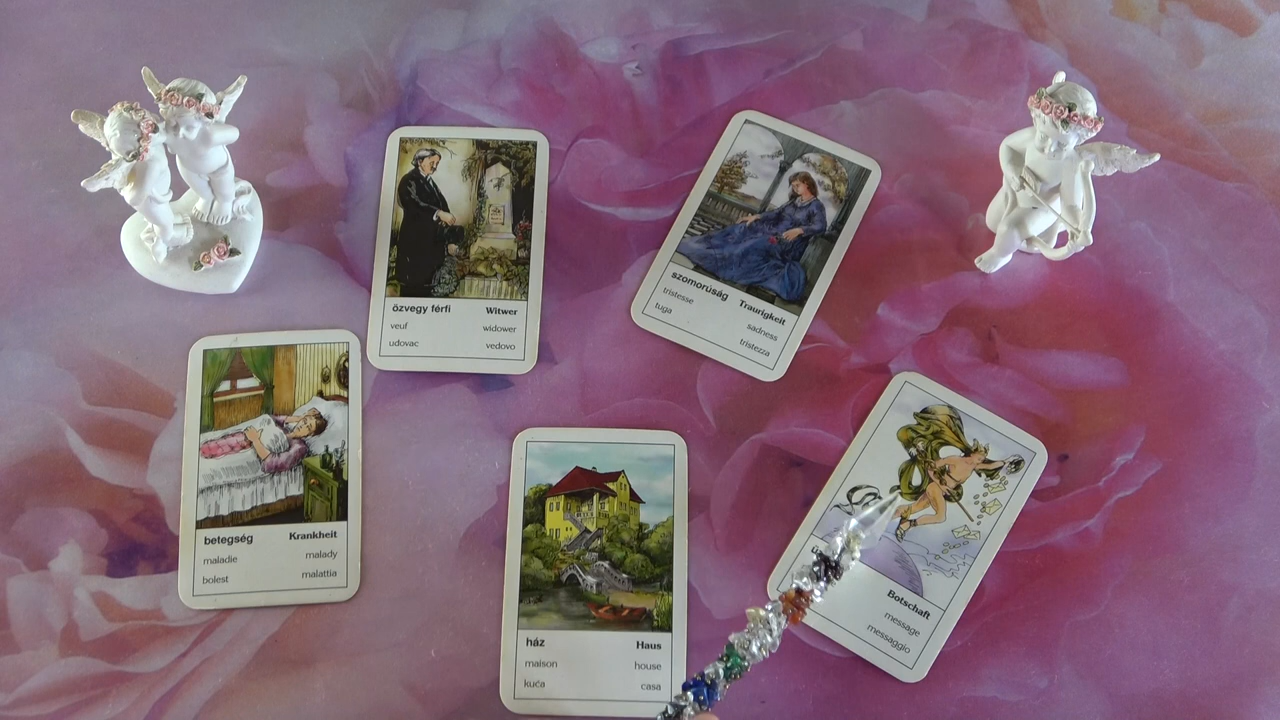 özvegy férfi Witwer
veuf widower
udovac vedovo
szomorúság Traurigkeit
tristesse sadness
tuga tristezza
betegség Krankheit
maladie malady
bolest malattia
ház Haus
maison house
kuća casa
Botschaft
message
messaggio